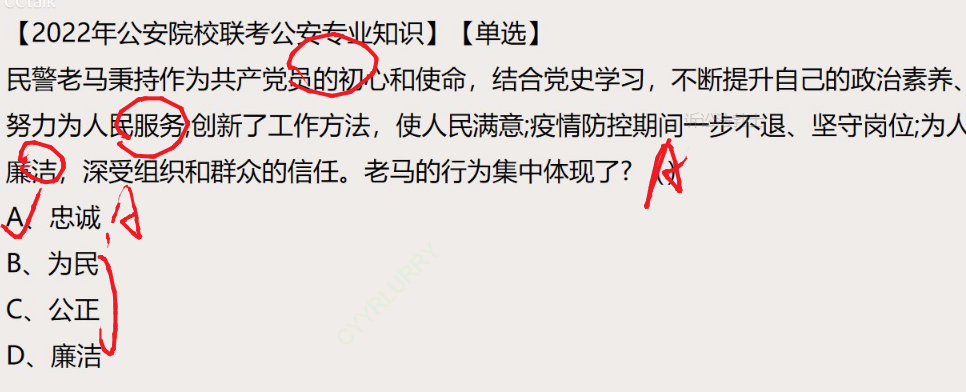 CCtalk
【2022年公安院校联考公安专业知识】【单选】
民警老马秉持作为共产党员的初心和使命，结合党史学习，不断提升自己的政治素养、
努力为人民服务;创新了工作方法，使人民满意;疫情防控期间一步不退、坚守岗位;为人
廉洁，深受组织和群众的信任。老马的行为集中体现了？（）
A
A、忠诚
A
B、为民
C、公正
D、廉洁
GYYRLURRY